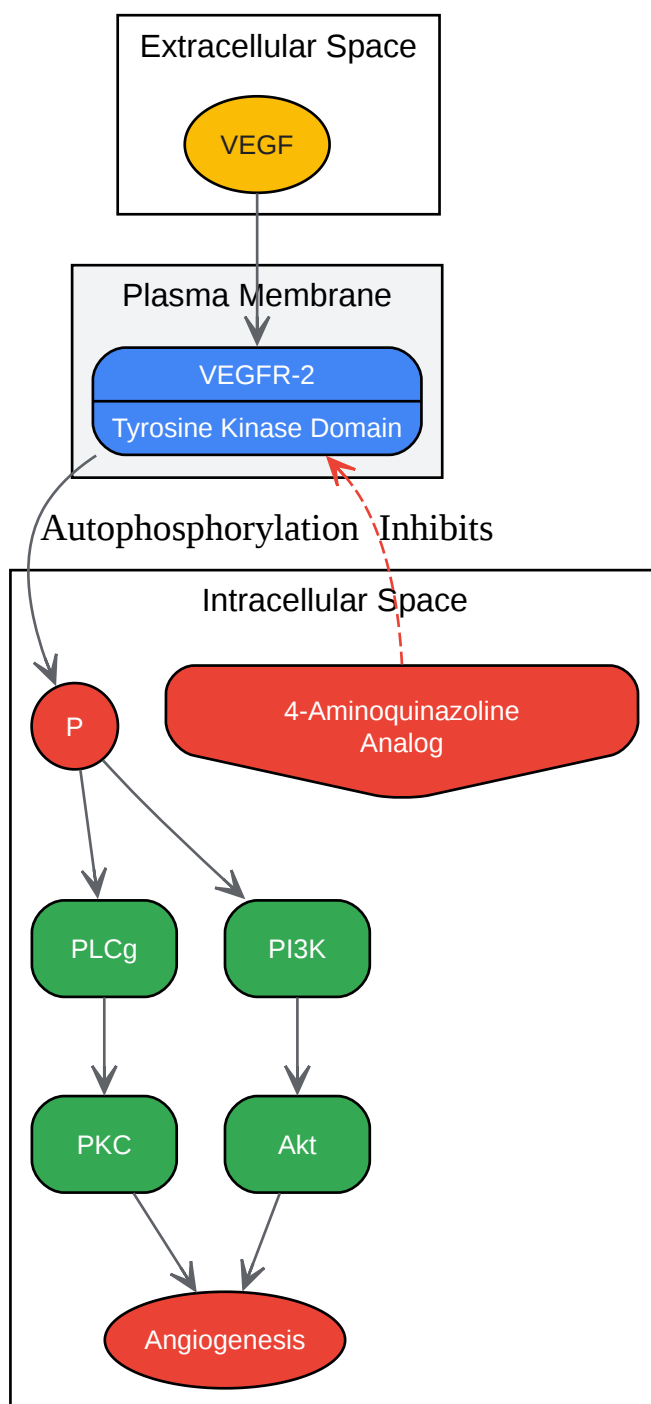 Extracellular Space
VEGF
Plasma Membrane
VEGFR-2
Tyrosine Kinase Domain
Autophosphorylation
Inhibits
Intracellular Space
P
4-Aminoquinazoline
Analog
PLCg
PI3K
PKC
Akt
Angiogenesis